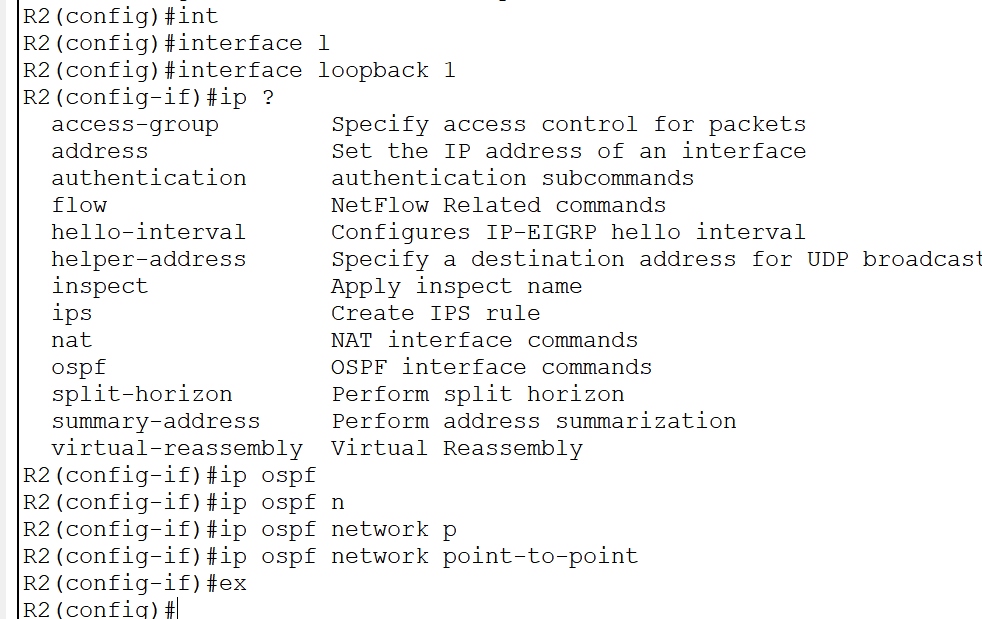 R2(config)#int
R2(config)#interface l
R2(config)#interface loopback 1
R2(config-if)#ip ?
access-group Specify access control for packets
address Set the IP address of an interface
authentication authentication subcommands
flow NetFlow Related commands
hello-interval Configures IP-EIGRP hello interval
helper-address Specify a destination address for UDP broadcast
inspect Apply inspect name
ips Create IPS rule
nat NAT interface commands
ospf OSPF interface commands
split-horizon Perform split horizon
summary-address Perform address summarization
virtual-reassembly Virtual Reassembly
R2(config-if)#ip ospf
R2(config-if)#ip ospf n
R2(config-if)#ip ospf network p
R2(config-if)#ip ospf network point-to-point
R2(config-if)#ex
R2(config)#